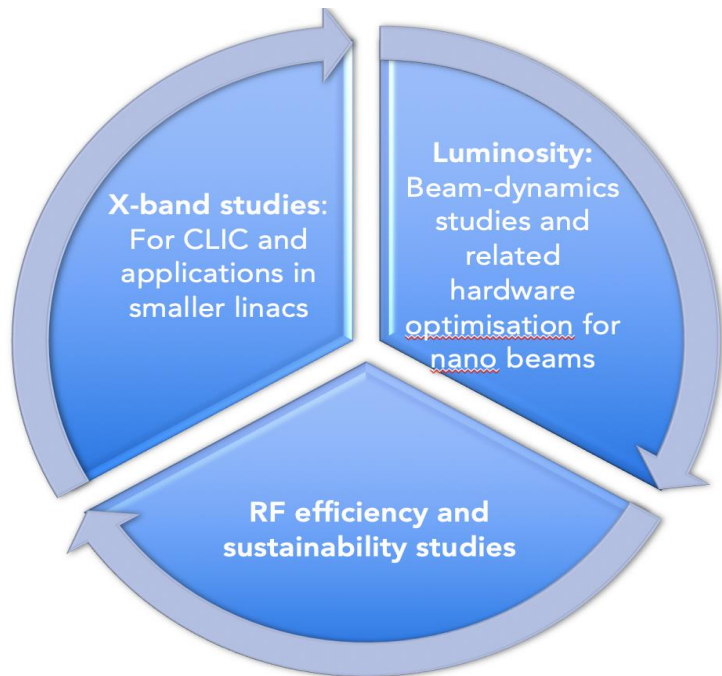 X-band studies:
For CLIC and
applications in
smaller linacs
Luminosity:
Beam-dynamics
studies and
related
hardware
optimisation for
nano beams
RF efficiency and
sustainability studies